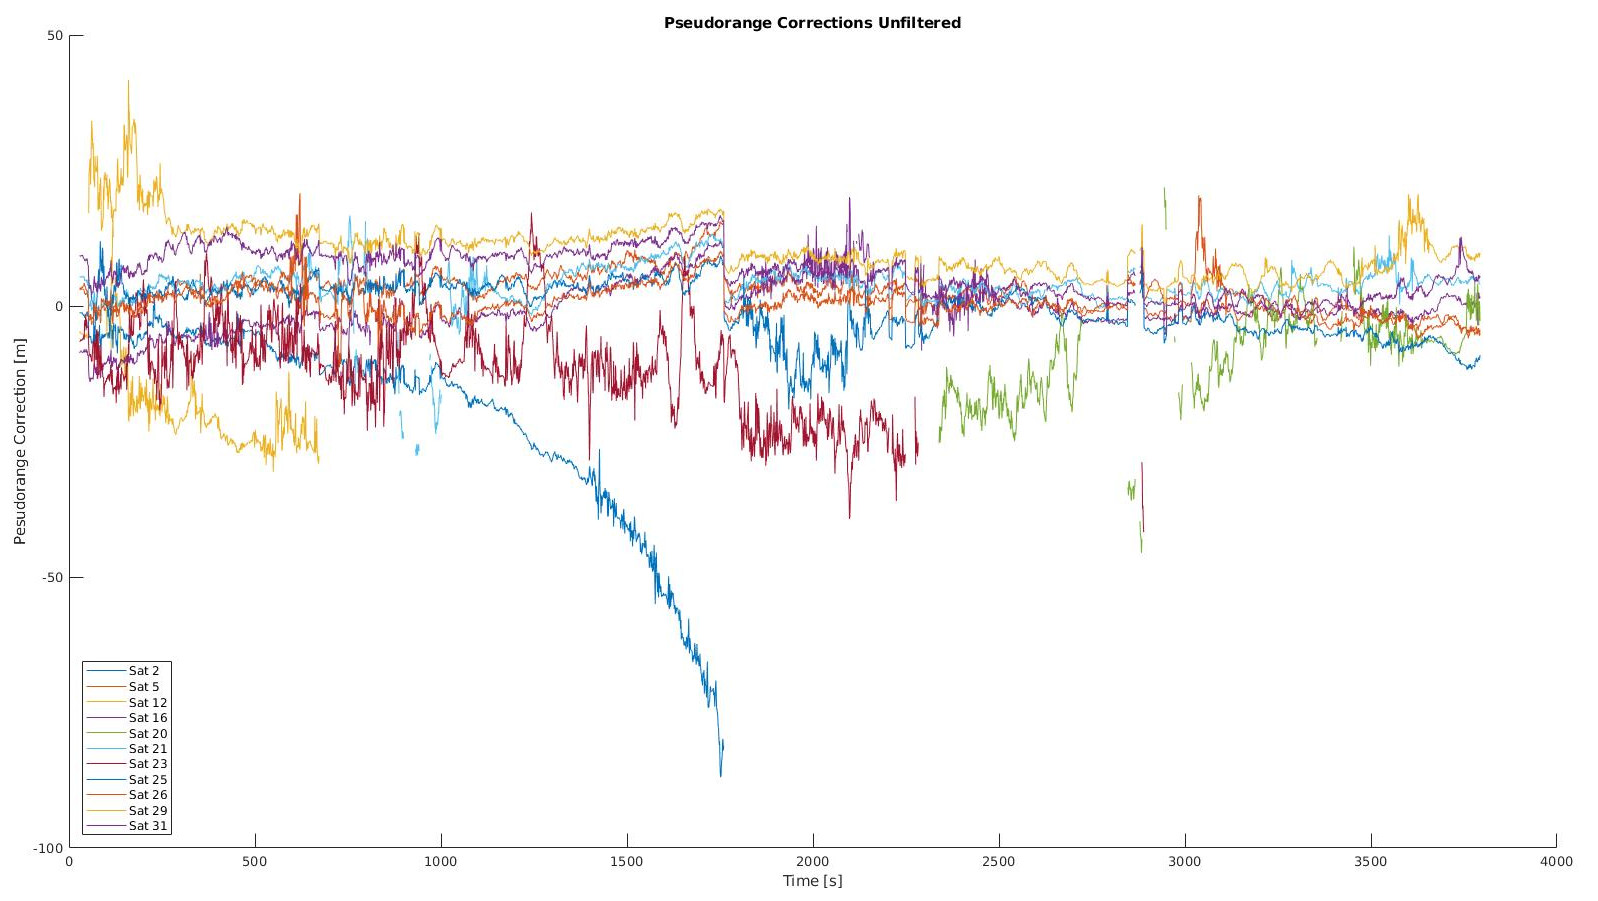 Pseudorange Corrections Unfiltered
50
0
-50
-100
Pesudorange Correction [m]
Sat 2
Sat 5
Sat 12
Sat 16
Sat 20
Sat 21
Sat 23
Sat 25
Sat 26
Sat 29
Sat 31
0 500 1000 1500 2000 2500 3000 3500 4000
Time [s]